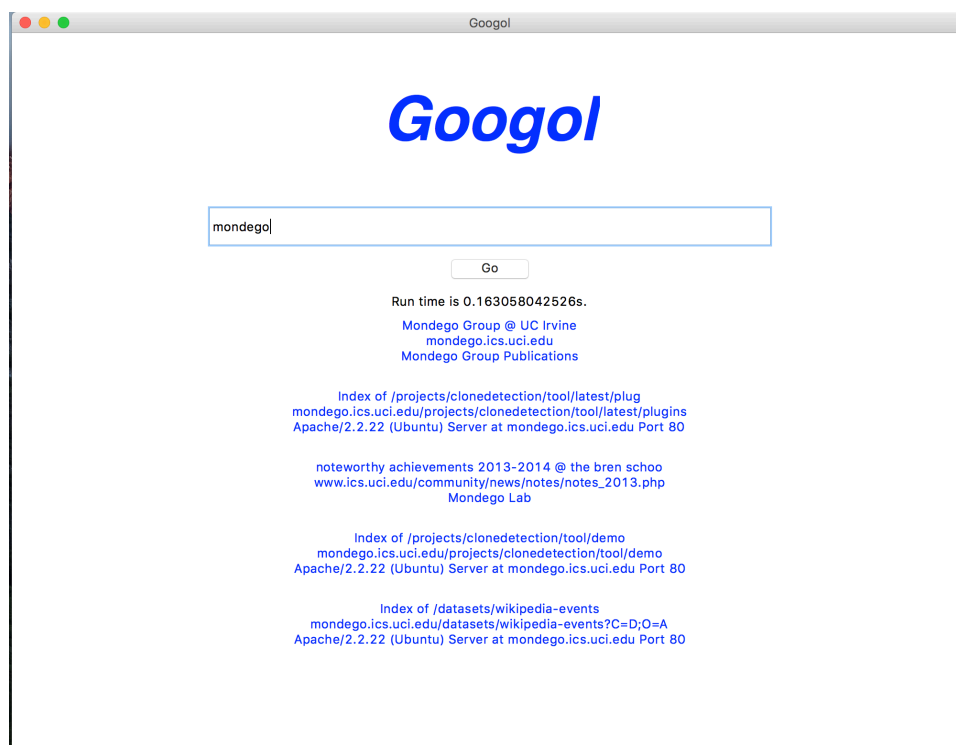 Googol
Googol
mondego
Go
Run time is 0.163058042526s.
Mondego Group @ UC Irvine
mondego.ics.uci.edu
Mondego Group Publications
Index of /projects/clonedetection/tool/latest/plug
mondego.ics.uci.edu/projects/clonedetection/tool/latest/plugins
Apache/2.2.22 (Ubuntu) Server at mondego.ics.uci.edu Port 80
noteworthy achievements 2013-2014 @ the bren schoo
www.ics.uci.edu/community/news/notes/notes_2013.php
Mondego Lab
Index of /projects/clonedetection/tool/demo
mondego.ics.uci.edu/projects/clonedetection/tool/demo
Apache/2.2.22 (Ubuntu) Server at mondego.ics.uci.edu Port 80
Index of /datasets/wikipedia-events
mondego.ics.uci.edu/datasets/wikipedia-events?C=D;O=A
Apache/2.2.22 (Ubuntu) Server at mondego.ics.uci.edu Port 80